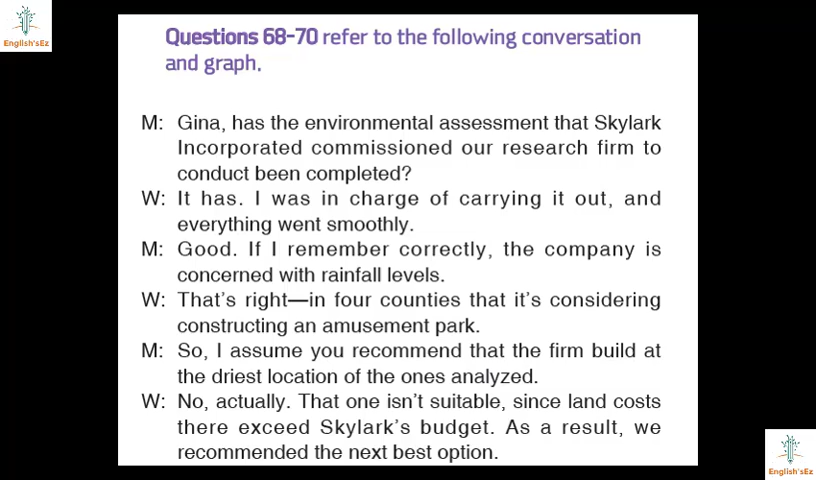 English'sEz
Questions 68-70 refer to the following conversation
and graph.
M: Gina, has the environmental assessment that Skylark
Incorporated commissioned our research firm to
conduct been completed?
W: It has. I was in charge of carrying it out, and
everything went smoothly.
M: Good. If I remember correctly, the company is
concerned with rainfall levels.
W: That's right—in four counties that it's considering
constructing an amusement park.
M: So, I assume you recommend that the firm build at
the driest location of the ones analyzed.
W: No, actually. That one isn't suitable, since land costs
there exceed Skylark's budget. As a result, we
recommended the next best option.
English'sEz